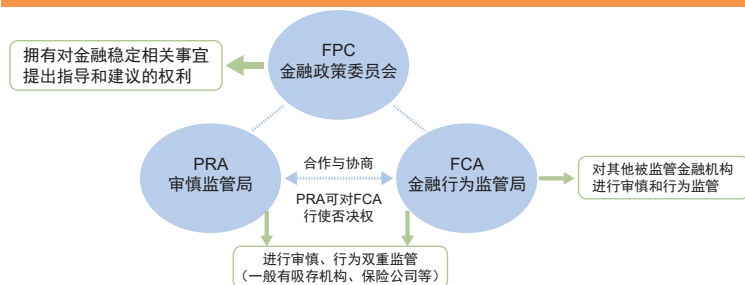 FPC
金融政策委员会
拥有对金融稳定相关事宜
提出指导和建议的权利
PRA
审慎监管局
合作与协商
PRA可对FCA
行使否决权
FCA
金融行为监管局
对其他被监管金融机构
进行审慎和行为监管
进行审慎、行为双重监管
（一般有吸存机构、保险公司等）